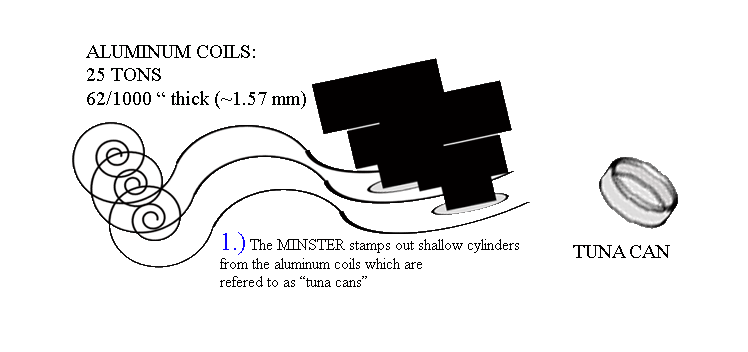 ALUMINUM COILS:
25 TONS
62/1000 “ thick (~1.57 mm)
1.) The MINSTER stamps out shallow cylinders
from the aluminum coils which are
refered to as “tuna cans”
TUNA CAN